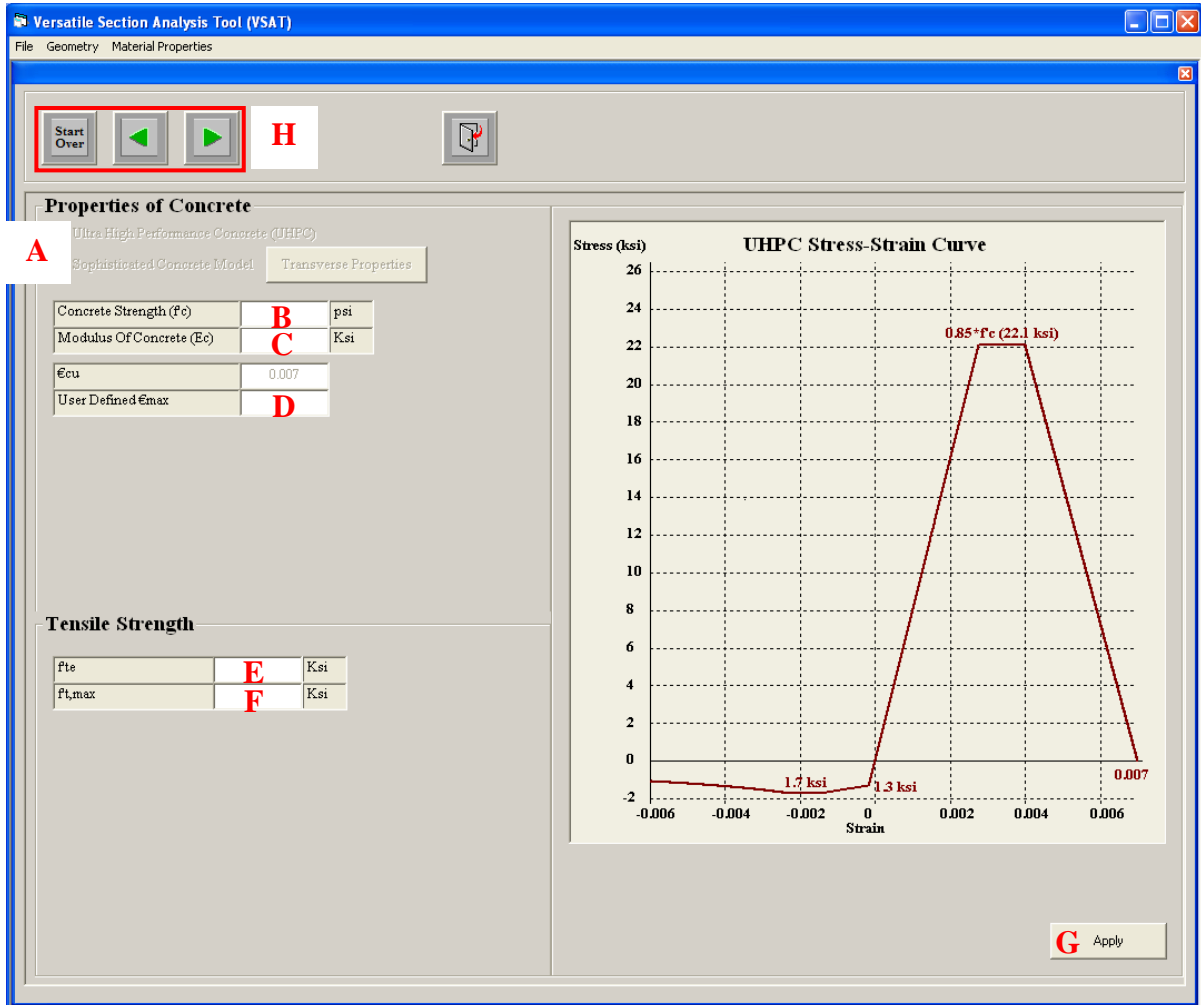 Versatile Section Analysis Tool (VSAT)
File Geometry Material Properties
Start
Over
H
Properties of Concrete
A
Ultra High Performance Concrete (UHPC)
Sophisticated Concrete Model Transverse Properties
Concrete Strength (f'c) B psi
Modulus Of Concrete (Ec) C Ksi
€cu 0.007
User Defined €max D
Tensile Strength
f'te E Ksi
f't,max F Ksi
Stress (ksi) UHPC Stress-Strain Curve
26
24
0.85*f'c (22.1 ksi)
22
20
18
16
14
12
10
8
6
4
2
0
0.007
1.7 ksi 1.3 ksi
-2
-0.006 -0.004 -0.002 0 0.002 0.004 0.006
Strain
G Apply